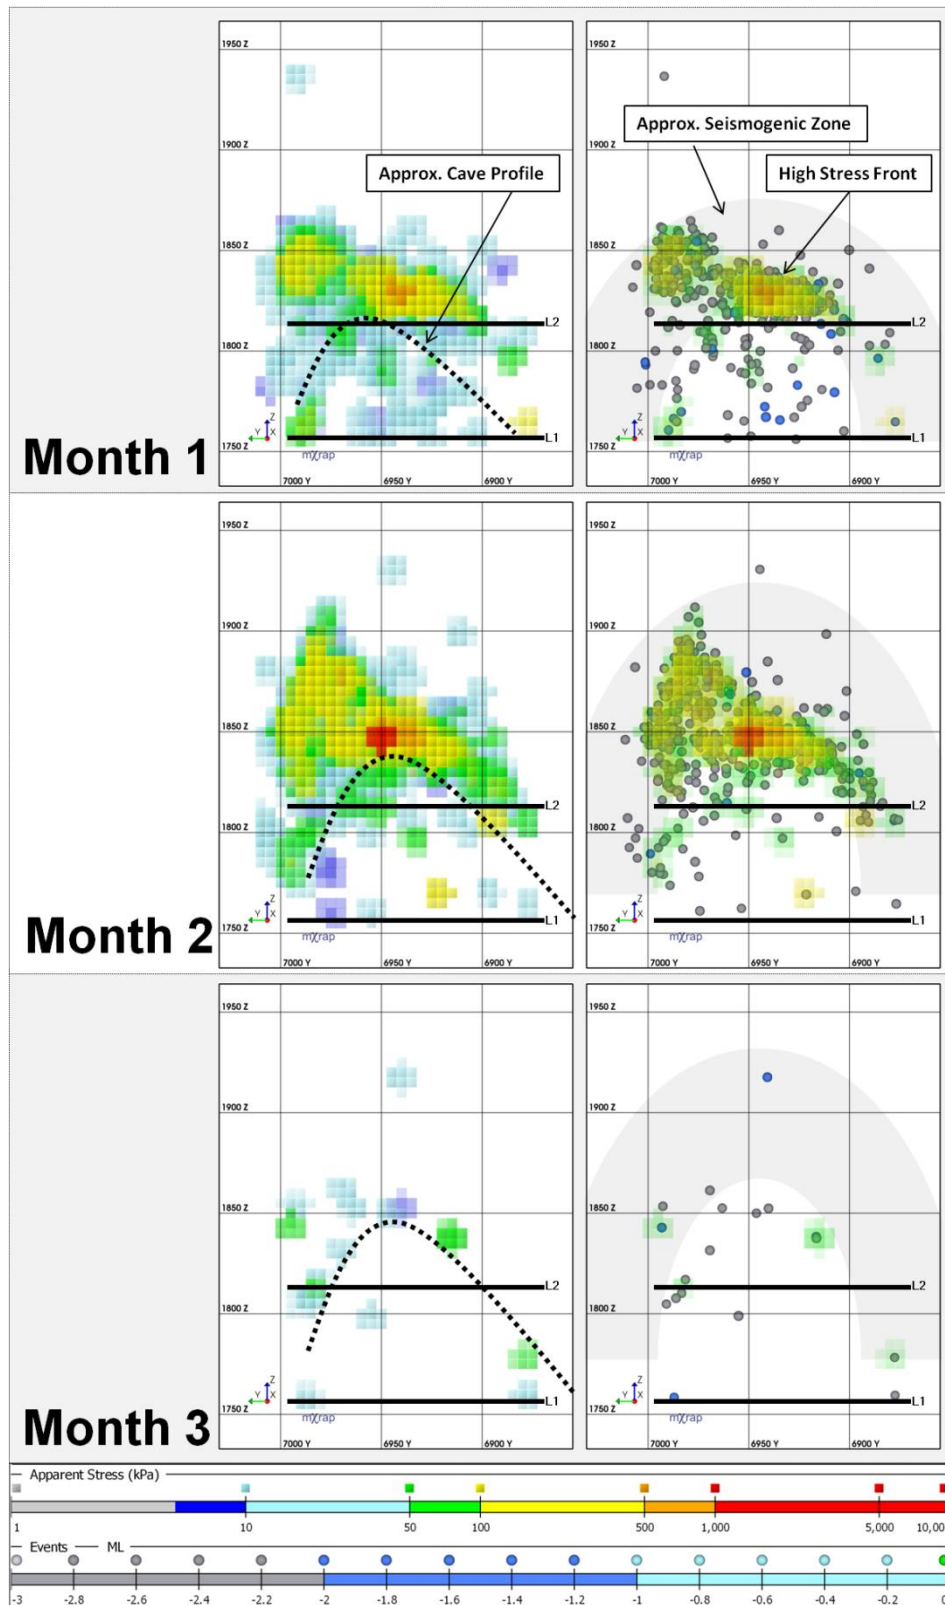 1950 Z
1900 Z
1850 Z
1800 Z
1750 Z
Approx. Cave Profile
L2
L1
Z
Y
X
mXrap
7000 Y
6950 Y
6900 Y
1950 Z
1900 Z
1850 Z
1800 Z
1750 Z
Approx. Seismogenic Zone
High Stress Front
L2
L1
Z
Y
X
mXrap
7000 Y
6950 Y
6900 Y
Month 1
1950 Z
1900 Z
1850 Z
1800 Z
1750 Z
L2
L1
Z
Y
X
mXrap
7000 Y
6950 Y
6900 Y
1950 Z
1900 Z
1850 Z
1800 Z
1750 Z
L2
L1
Z
Y
X
mXrap
7000 Y
6950 Y
6900 Y
Month 2
1950 Z
1900 Z
1850 Z
1800 Z
1750 Z
L2
L1
Z
Y
X
mXrap
7000 Y
6950 Y
6900 Y
1950 Z
1900 Z
1850 Z
1800 Z
1750 Z
L2
L1
Z
Y
X
mXrap
7000 Y
6950 Y
6900 Y
Month 3
Apparent Stress (kPa)
1 10 50 100 500 1,000 5,000
Events ML
-3 -2.8 -2.6 -2.4 -2.2 -2 -1.8 -1.6 -1.4 -1.2 -1 -0.8 -0.6 -0.4 -0.2